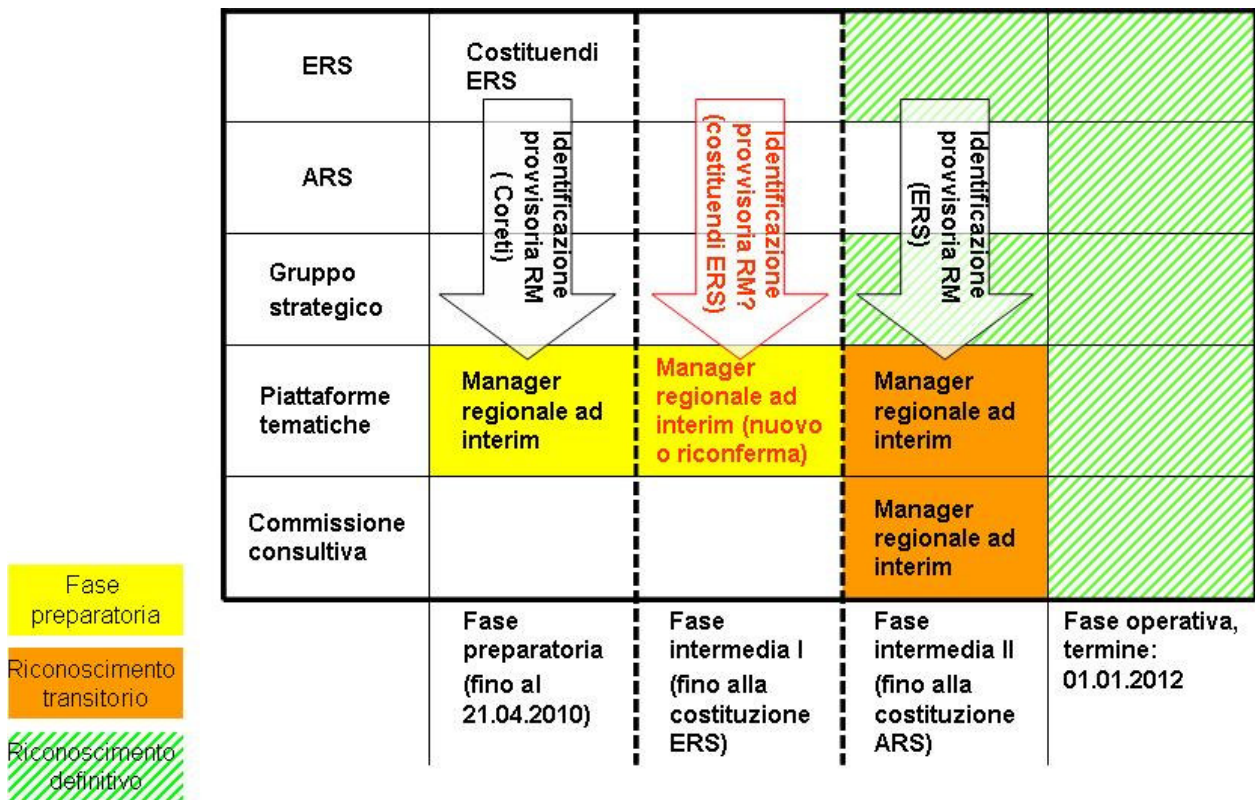 ERS
Costituendi
ERS
ARS
Gruppo
strategico
Identificazione
provvisoria RM
( Coreti)
Identificazione
provvisoria RM?
(costituendi ERS)
Identificazione
provvisoria RM
(ERS)
Piattaforme
tematiche
Manager
regionale ad
interim
Manager
regionale ad
interim (nuovo
o riconferma)
Manager
regionale ad
interim
Commissione
consultiva
Manager
regionale ad
interim
Fase
preparatoria
Riconoscimento
transitorio
Riconoscimento
definitivo
Fase
preparatoria
(fino al
21.04.2010)
Fase
intermedia I
(fino alla
costituzione
ERS)
Fase
intermedia II
(fino alla
costituzione
ARS)
Fase operativa,
termine:
01.01.2012